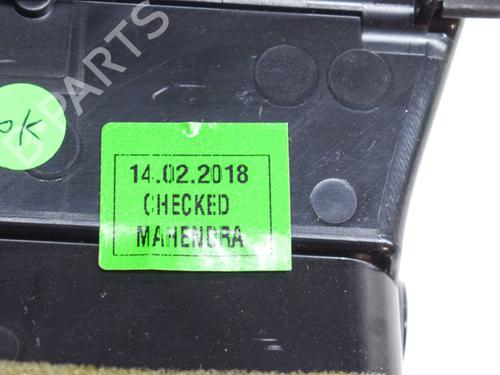 B-PARTS
OK
14.02.2018
CHECKED
MAHENDRA